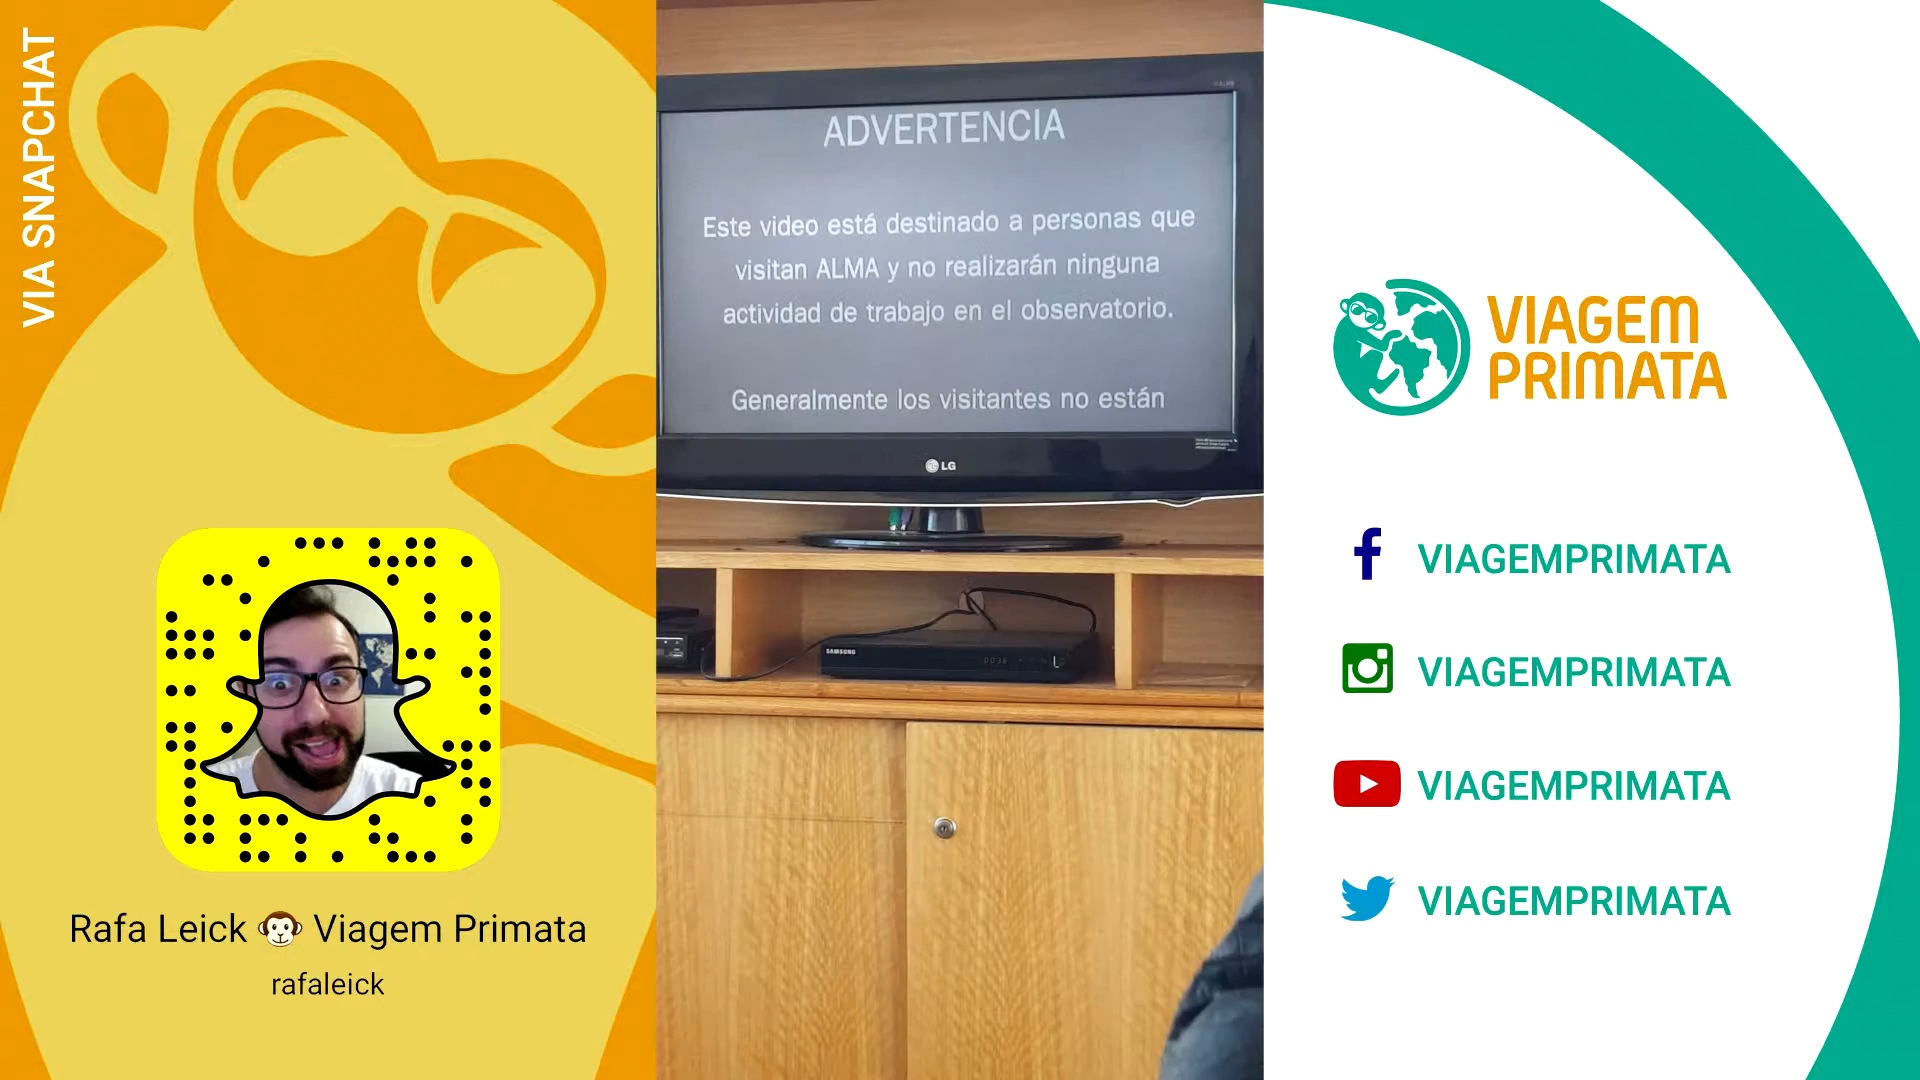 VIA SNAPCHAT
Rafa Leick Viagem Primata
rafaleick
ADVERTENCIA
Este video está destinado a personas que
visitan ALMA y no realizarán ninguna
actividad de trabajo en el observatorio.
Generalmente los visitantes no están
LG
SAMSUNG
VIAGEM
PRIMATA
VIAGEMPRIMATA
VIAGEMPRIMATA
VIAGEMPRIMATA
VIAGEMPRIMATA